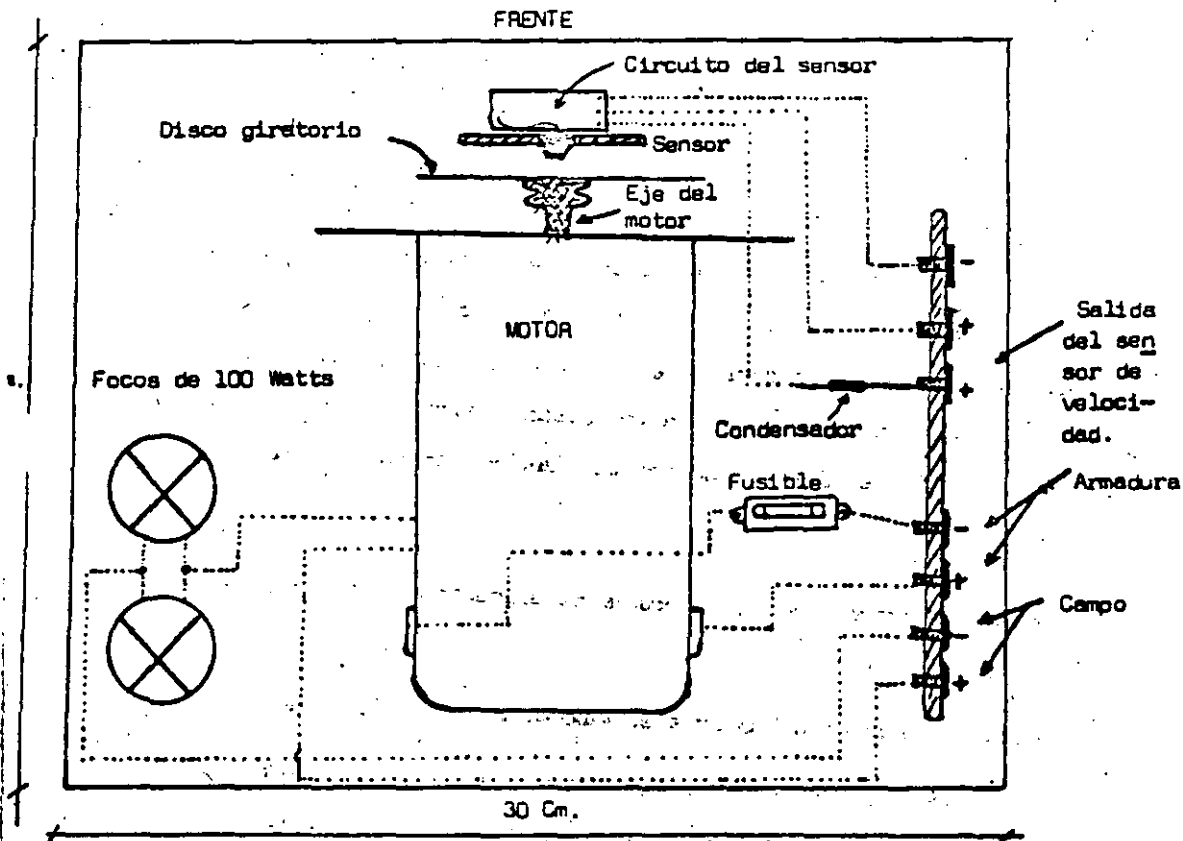 FRENTE
Circuito del sensor
Disco giratorio
Sensor
Eje del
motor
-
MOTOR
+
Salida
del sen
sor de
veloci-
dad.
Focos de 100 Watts
+
Condensador
Fusible
Armadura
-
+
Campo
-
+
30 Cm.